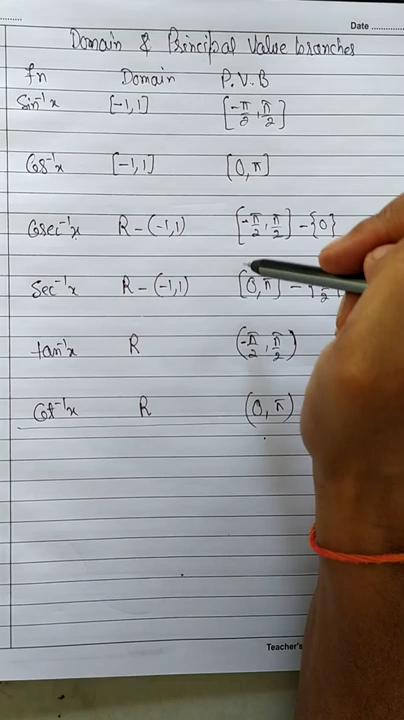 Date
Domain & Principal Value branches
fn Domain P.V.B
Sin⁻¹x [-1,1] [-π/2, π/2]
Cos⁻¹x [-1,1] [0,π]
Cosec⁻¹x R-(-1,1) [-π/2, π/2]-{0}
Sec⁻¹x R-(-1,1) [0,π]-
tan⁻¹x R (-π/2, π/2)
Cot⁻¹x R (0,π)
Teacher's